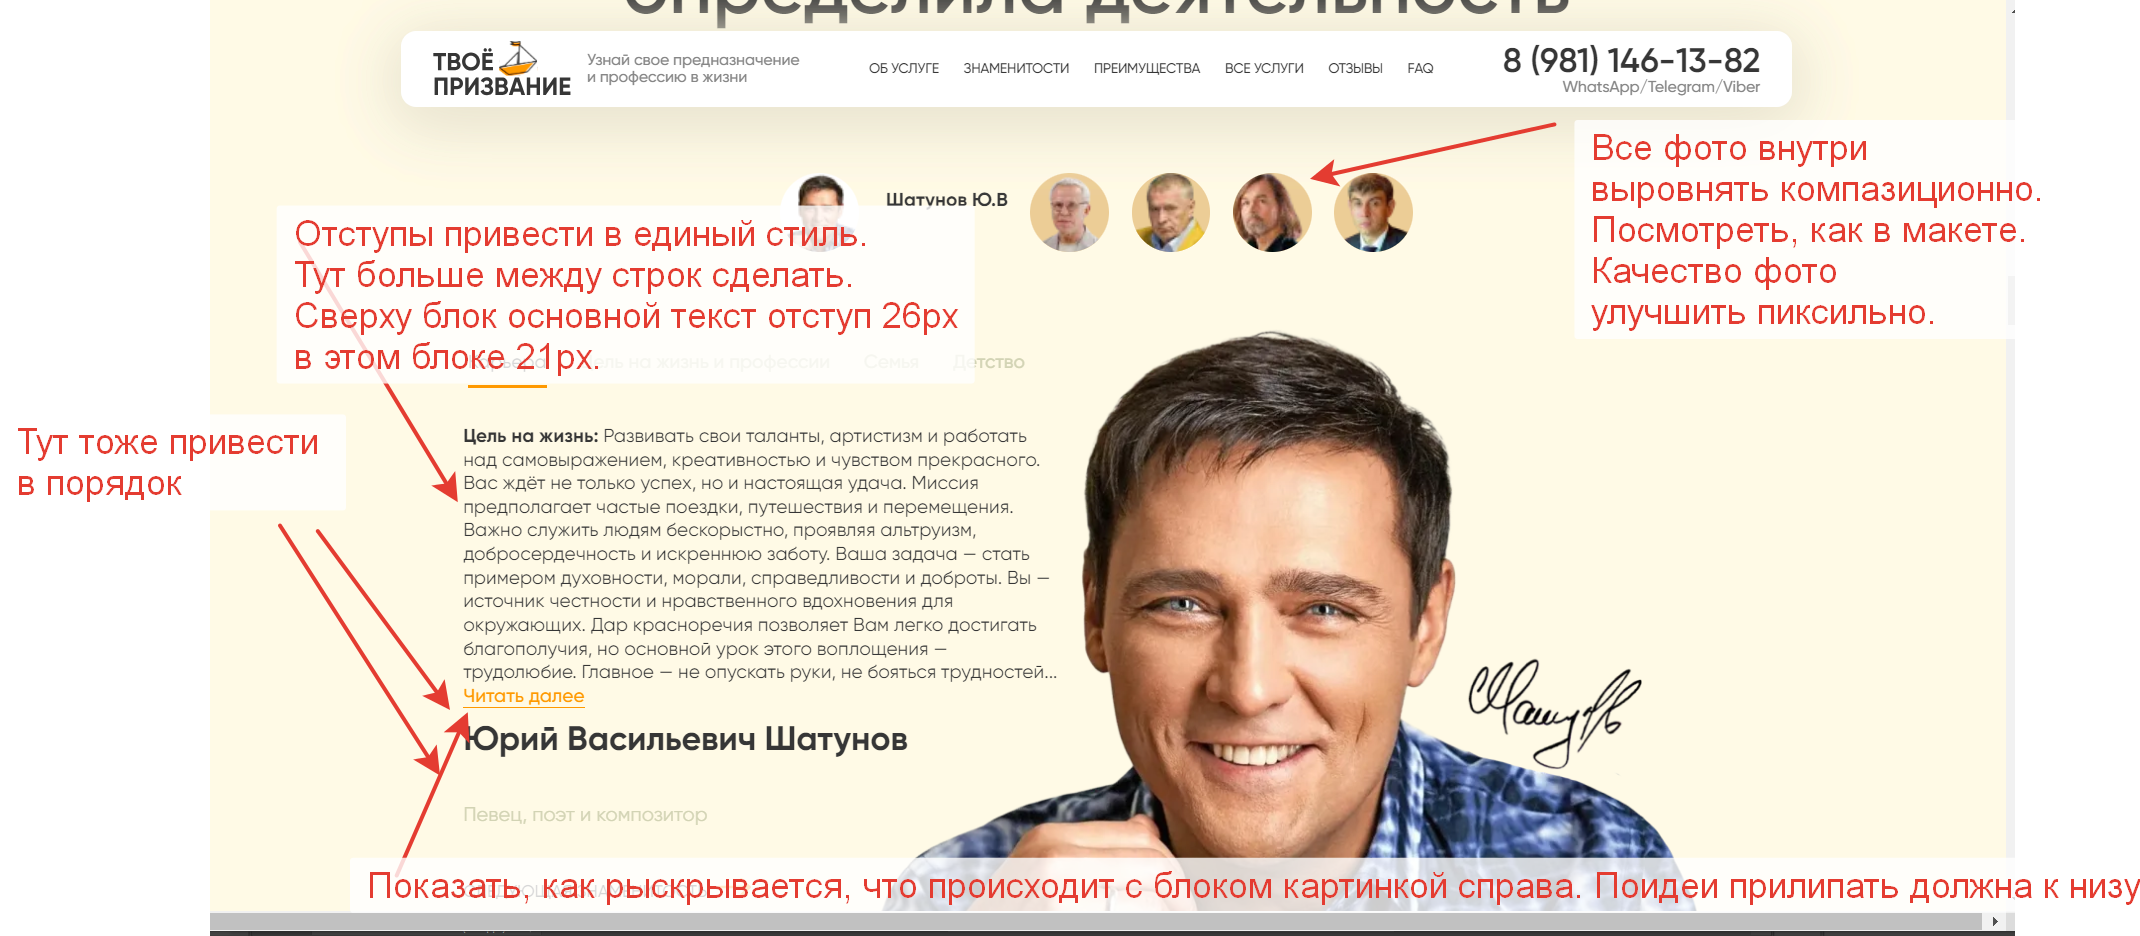 определила деятельность
ТВОЁ
ПРИЗВАНИЕ
Узнай свое предназначение
и профессию в жизни
ОБ УСЛУГЕ
ЗНАМЕНИТОСТИ
ПРЕИМУЩЕСТВА
ВСЕ УСЛУГИ
ОТЗЫВЫ
FAQ
8 (981) 146-13-82
WhatsApp/Telegram/Viber
Все фото внутри
выровнять компазиционно.
Посмотреть, как в макете.
Качество фото
улучшить пиксильно.
Шатунов Ю.В
Отступы привести в единый стиль.
Тут больше между строк сделать.
Сверху блок основной текст отступ 26px
в этом блоке 21px.
Карьера
Цель на жизнь и профессии
Семья
Детство
Тут тоже привести
в порядок
Цель на жизнь: Развивать свои таланты, артистизм и работать
над самовыражением, креативностью и чувством прекрасного.
Вас ждёт не только успех, но и настоящая удача. Миссия
предполагает частые поездки, путешествия и перемещения.
Важно служить людям бескорыстно, проявляя альтруизм,
добросердечность и искреннюю заботу. Ваша задача — стать
примером духовности, морали, справедливости и доброты. Вы —
источник честности и нравственного вдохновения для
окружающих. Дар красноречия позволяет Вам легко достигать
благополучия, но основной урок этого воплощения —
трудолюбие. Главное — не опускать руки, не бояться трудностей...
Читать далее
Юрий Васильевич Шатунов
Певец, поэт и композитор
Показать, как рыскрывается, что происходит с блоком картинкой справа. Поидеи прилипать должна к низу